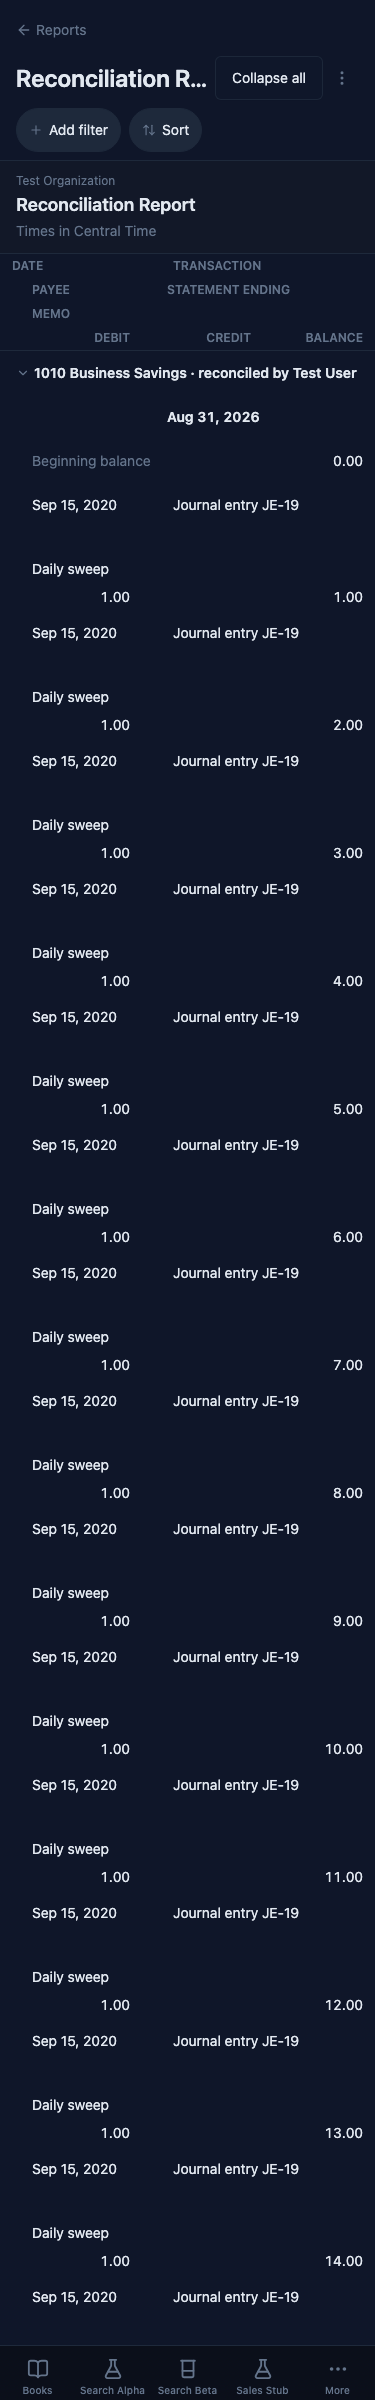 Reports
Reconciliation R...
Collapse all
Add filter
Sort
Test Organization
Reconciliation Report
Times in Central Time
DATE TRANSACTION
PAYEE STATEMENT ENDING
MEMO
DEBIT CREDIT BALANCE
1010 Business Savings · reconciled by Test User
Aug 31, 2026
Beginning balance 0.00
Sep 15, 2020 Journal entry JE-19
Daily sweep
1.00 1.00
Sep 15, 2020 Journal entry JE-19
Daily sweep
1.00 2.00
Sep 15, 2020 Journal entry JE-19
Daily sweep
1.00 3.00
Sep 15, 2020 Journal entry JE-19
Daily sweep
1.00 4.00
Sep 15, 2020 Journal entry JE-19
Daily sweep
1.00 5.00
Sep 15, 2020 Journal entry JE-19
Daily sweep
1.00 6.00
Sep 15, 2020 Journal entry JE-19
Daily sweep
1.00 7.00
Sep 15, 2020 Journal entry JE-19
Daily sweep
1.00 8.00
Sep 15, 2020 Journal entry JE-19
Daily sweep
1.00 9.00
Sep 15, 2020 Journal entry JE-19
Daily sweep
1.00 10.00
Sep 15, 2020 Journal entry JE-19
Daily sweep
1.00 11.00
Sep 15, 2020 Journal entry JE-19
Daily sweep
1.00 12.00
Sep 15, 2020 Journal entry JE-19
Daily sweep
1.00 13.00
Sep 15, 2020 Journal entry JE-19
Daily sweep
1.00 14.00
Sep 15, 2020 Journal entry JE-19
Books Search Alpha Search Beta Sales Stub More